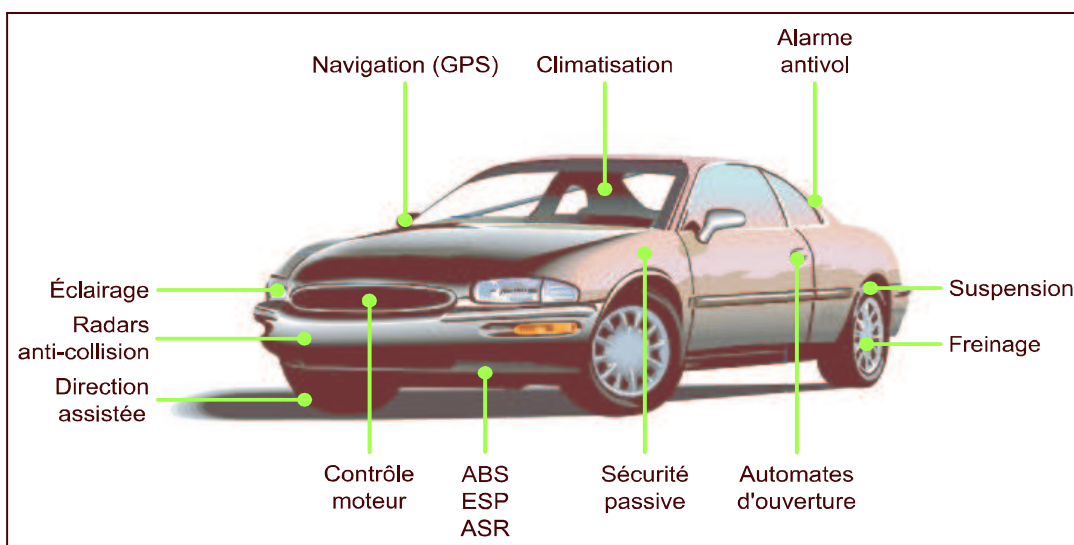 Alarme
antivol
Navigation (GPS)
Climatisation
Éclairage
Suspension
Radars
anti-collision
Freinage
Direction
assistée
Contrôle
moteur
ABS
ESP
ASR
Sécurité
passive
Automates
d'ouverture